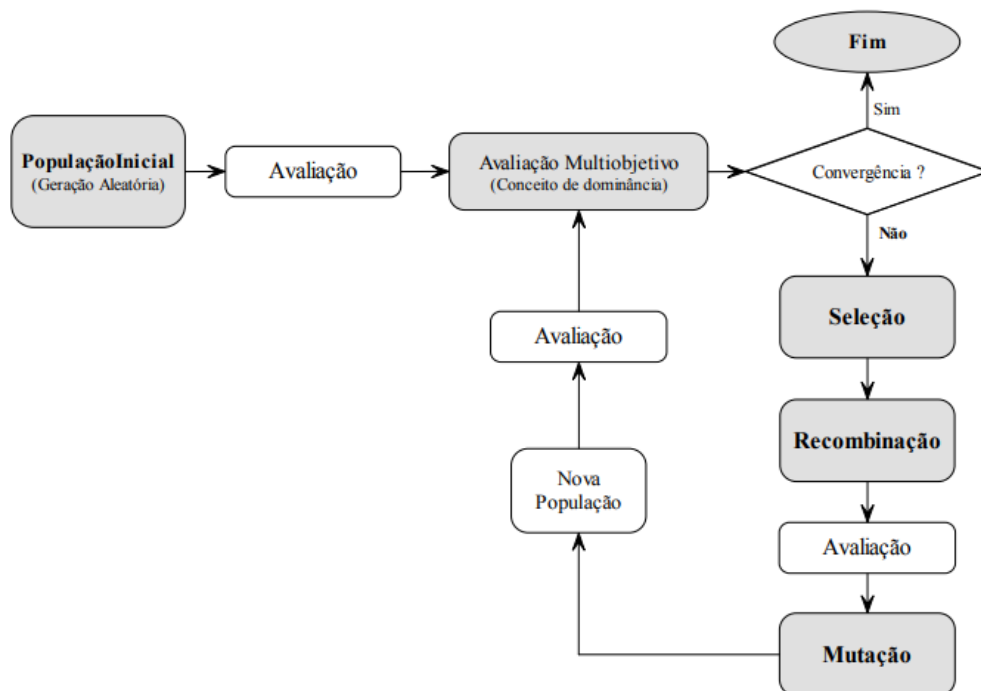 Fim
Sim
PopulaçãoInicial
(Geração Aleatória)
Avaliação
Avaliação Multiobjetivo
(Conceito de dominância)
Convergência ?
Não
Seleção
Avaliação
Recombinação
Nova
População
Avaliação
Mutação